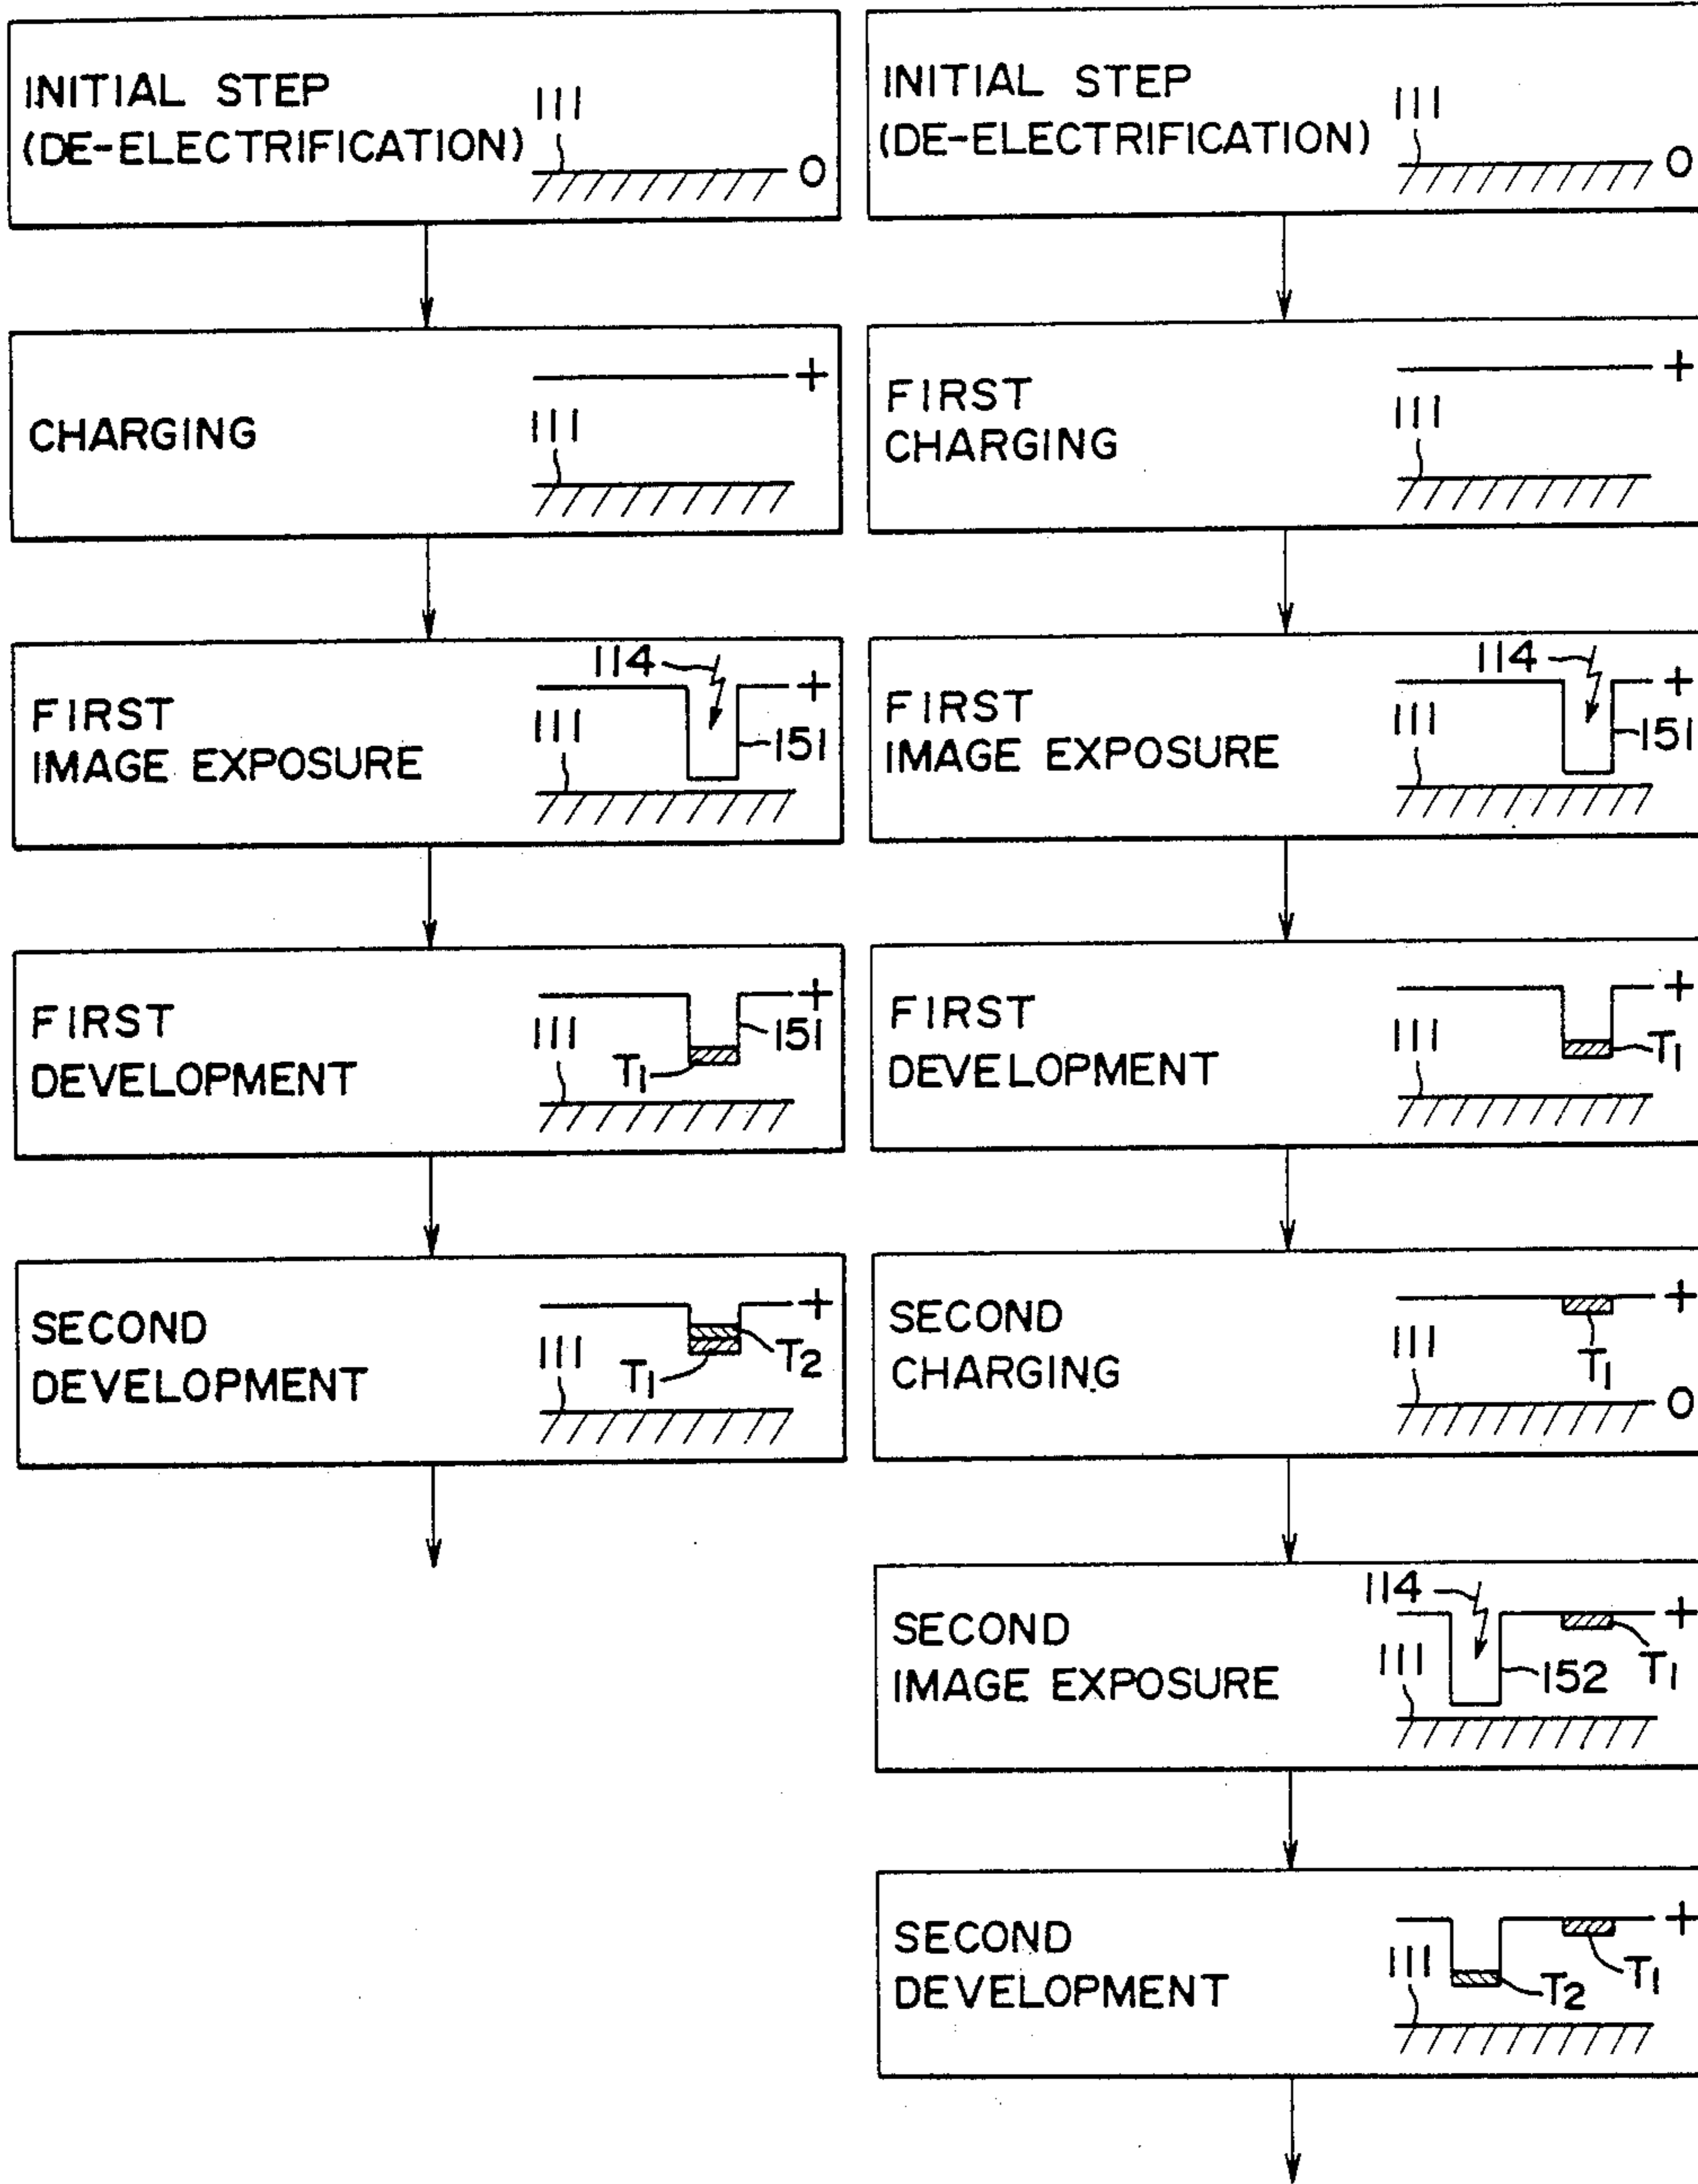 INITIAL STEP
(DE-ELECTRIFICATION)
111
0
CHARGING
111
+
FIRST
IMAGE EXPOSURE
114
111
+
151
FIRST
DEVELOPMENT
111
T1
+
151
SECOND
DEVELOPMENT
111
T1
+
T2
INITIAL STEP
(DE-ELECTRIFICATION)
111
0
FIRST
CHARGING
111
+
FIRST
IMAGE EXPOSURE
114
111
+
151
FIRST
DEVELOPMENT
111
+
T1
SECOND
CHARGING
111
+
T1
0
SECOND
IMAGE EXPOSURE
114
111
152
+
T1
SECOND
DEVELOPMENT
111
T2
+
T1